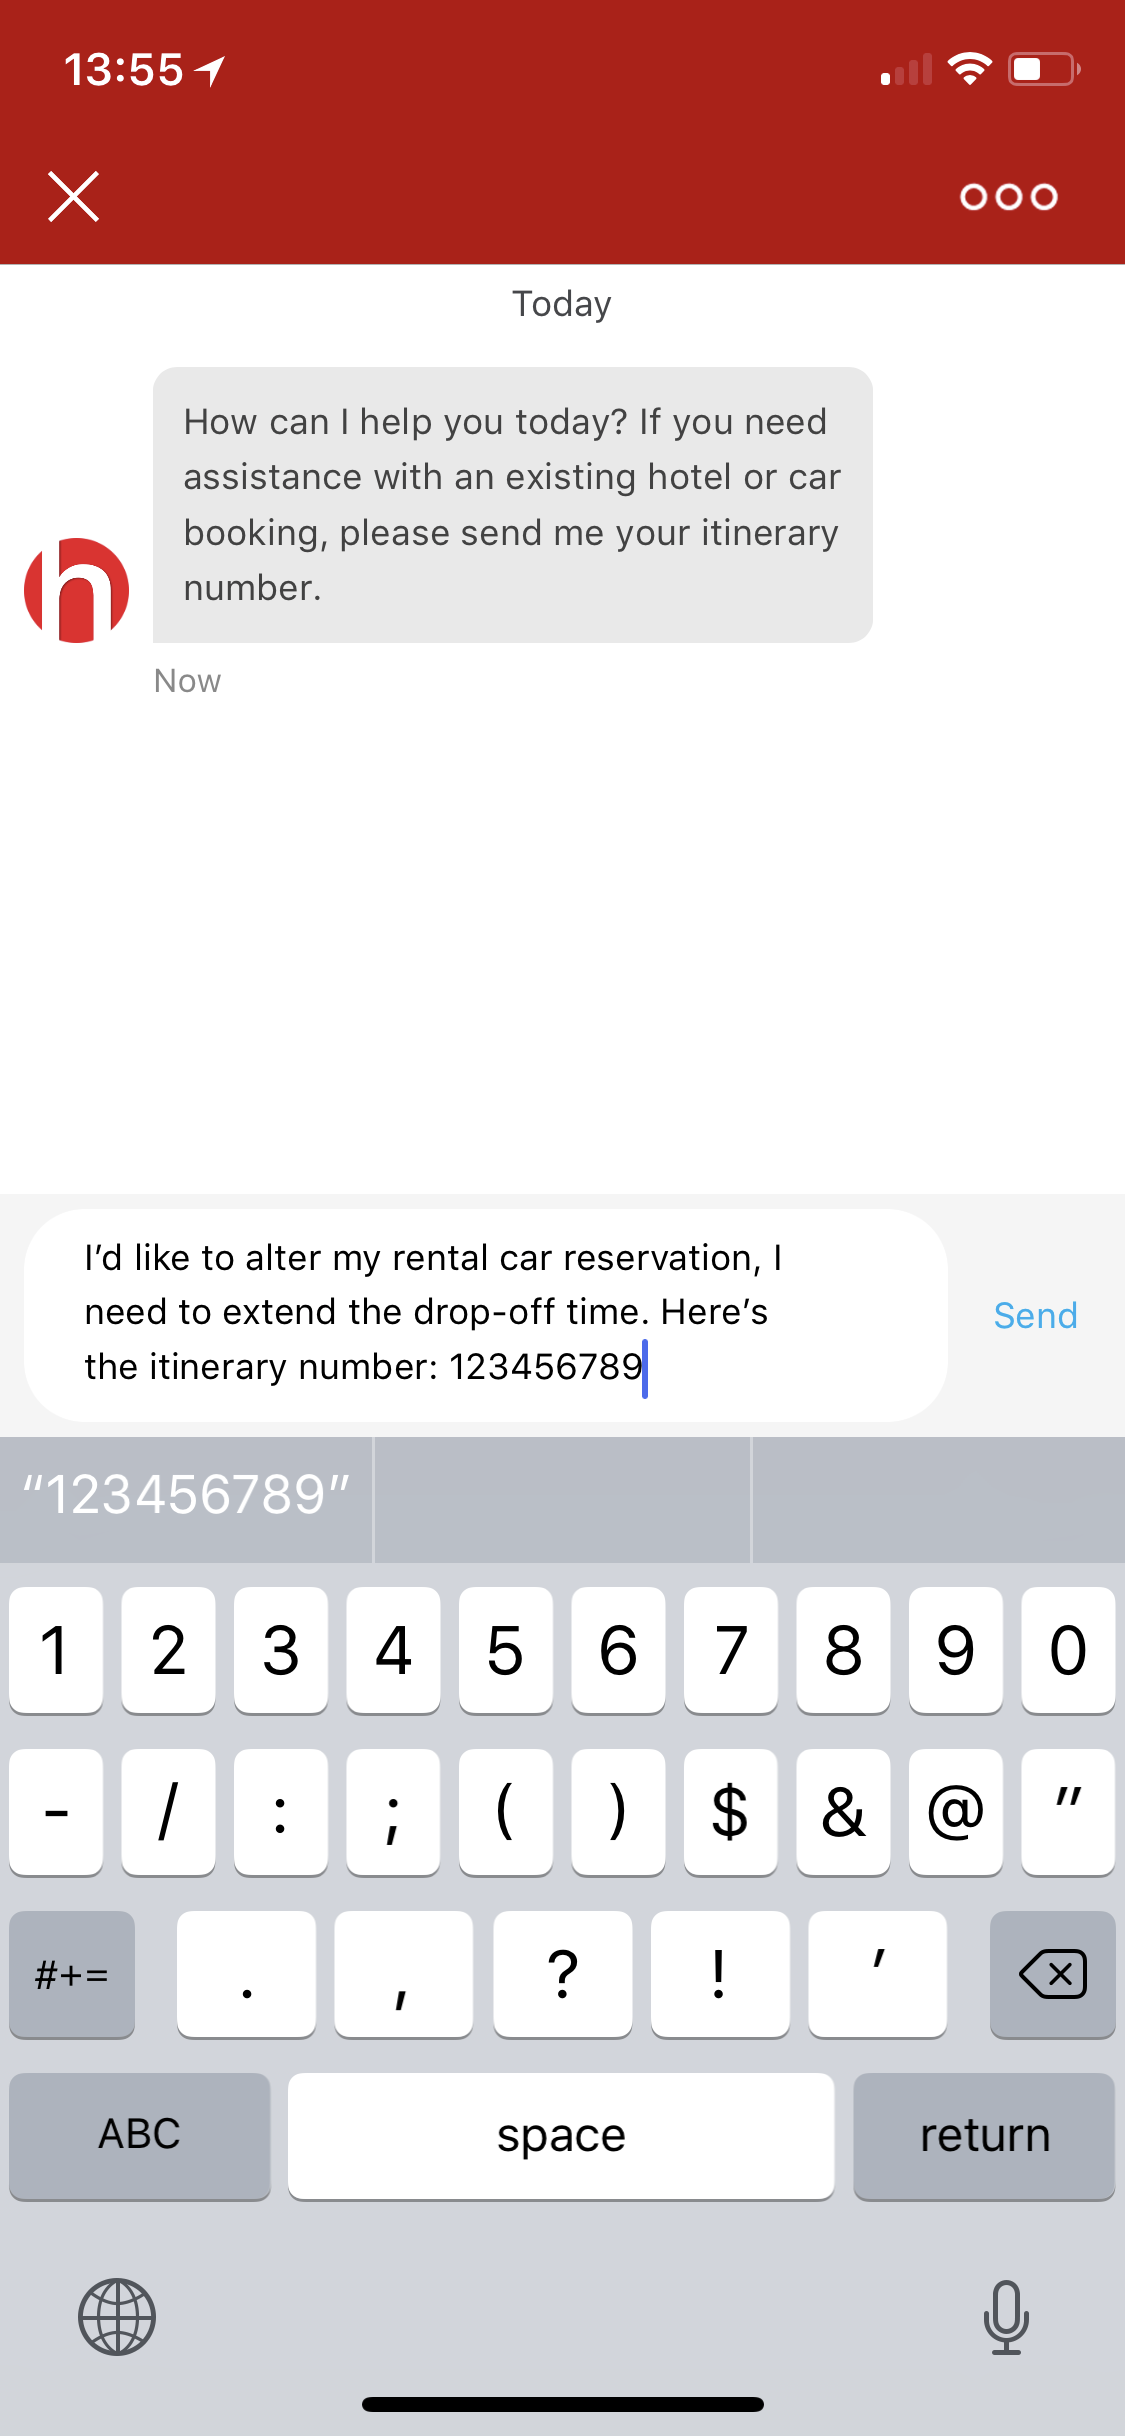 13:55
Today
How can I help you today? If you need
assistance with an existing hotel or car
booking, please send me your itinerary
number.
h
Now
I’d like to alter my rental car reservation, I
need to extend the drop-off time. Here’s
the itinerary number: 123456789
Send
“123456789”
1 2 3 4 5 6 7 8 9 0
- / : ; ( ) $ & @ "
#+= . , ? ! ’
ABC space return